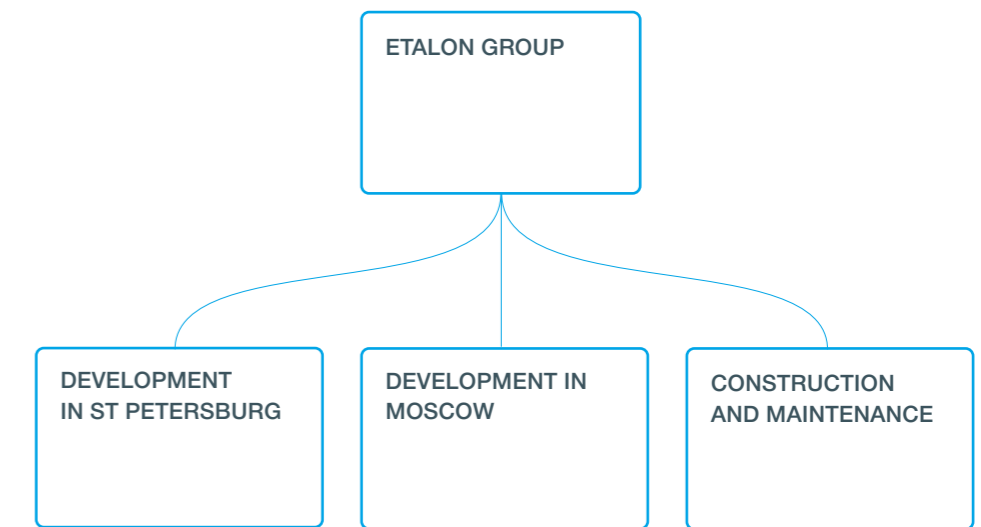 ETALON GROUP
DEVELOPMENT
IN ST PETERSBURG
DEVELOPMENT IN
MOSCOW
CONSTRUCTION
AND MAINTENANCE